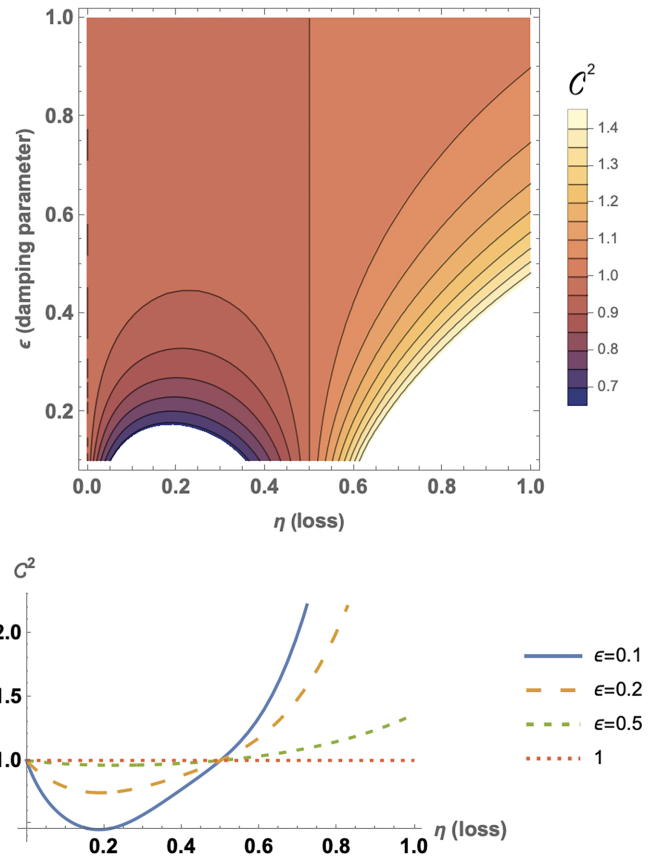 1.0
0.8
0.6
0.4
0.2
ϵ (damping parameter)
0.0 0.2 0.4 0.6 0.8 1.0
η (loss)
C²
1.4
1.3
1.2
1.1
1.0
0.9
0.8
0.7
C²
2.0
1.5
1.0
0.2 0.4 0.6 0.8 1.0
η (loss)
ϵ=0.1
ϵ=0.2
ϵ=0.5
1